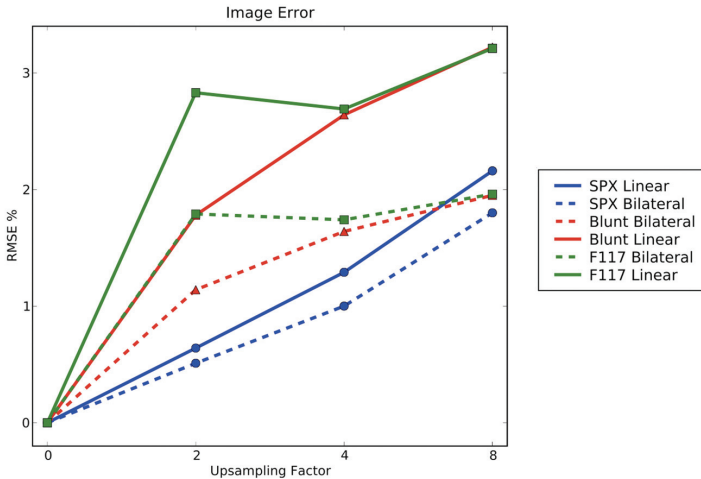 Image Error
3
2
1
0
RMSE %
0 2 4 8
Upsampling Factor
SPX Linear
SPX Bilateral
Blunt Bilateral
Blunt Linear
F117 Bilateral
F117 Linear